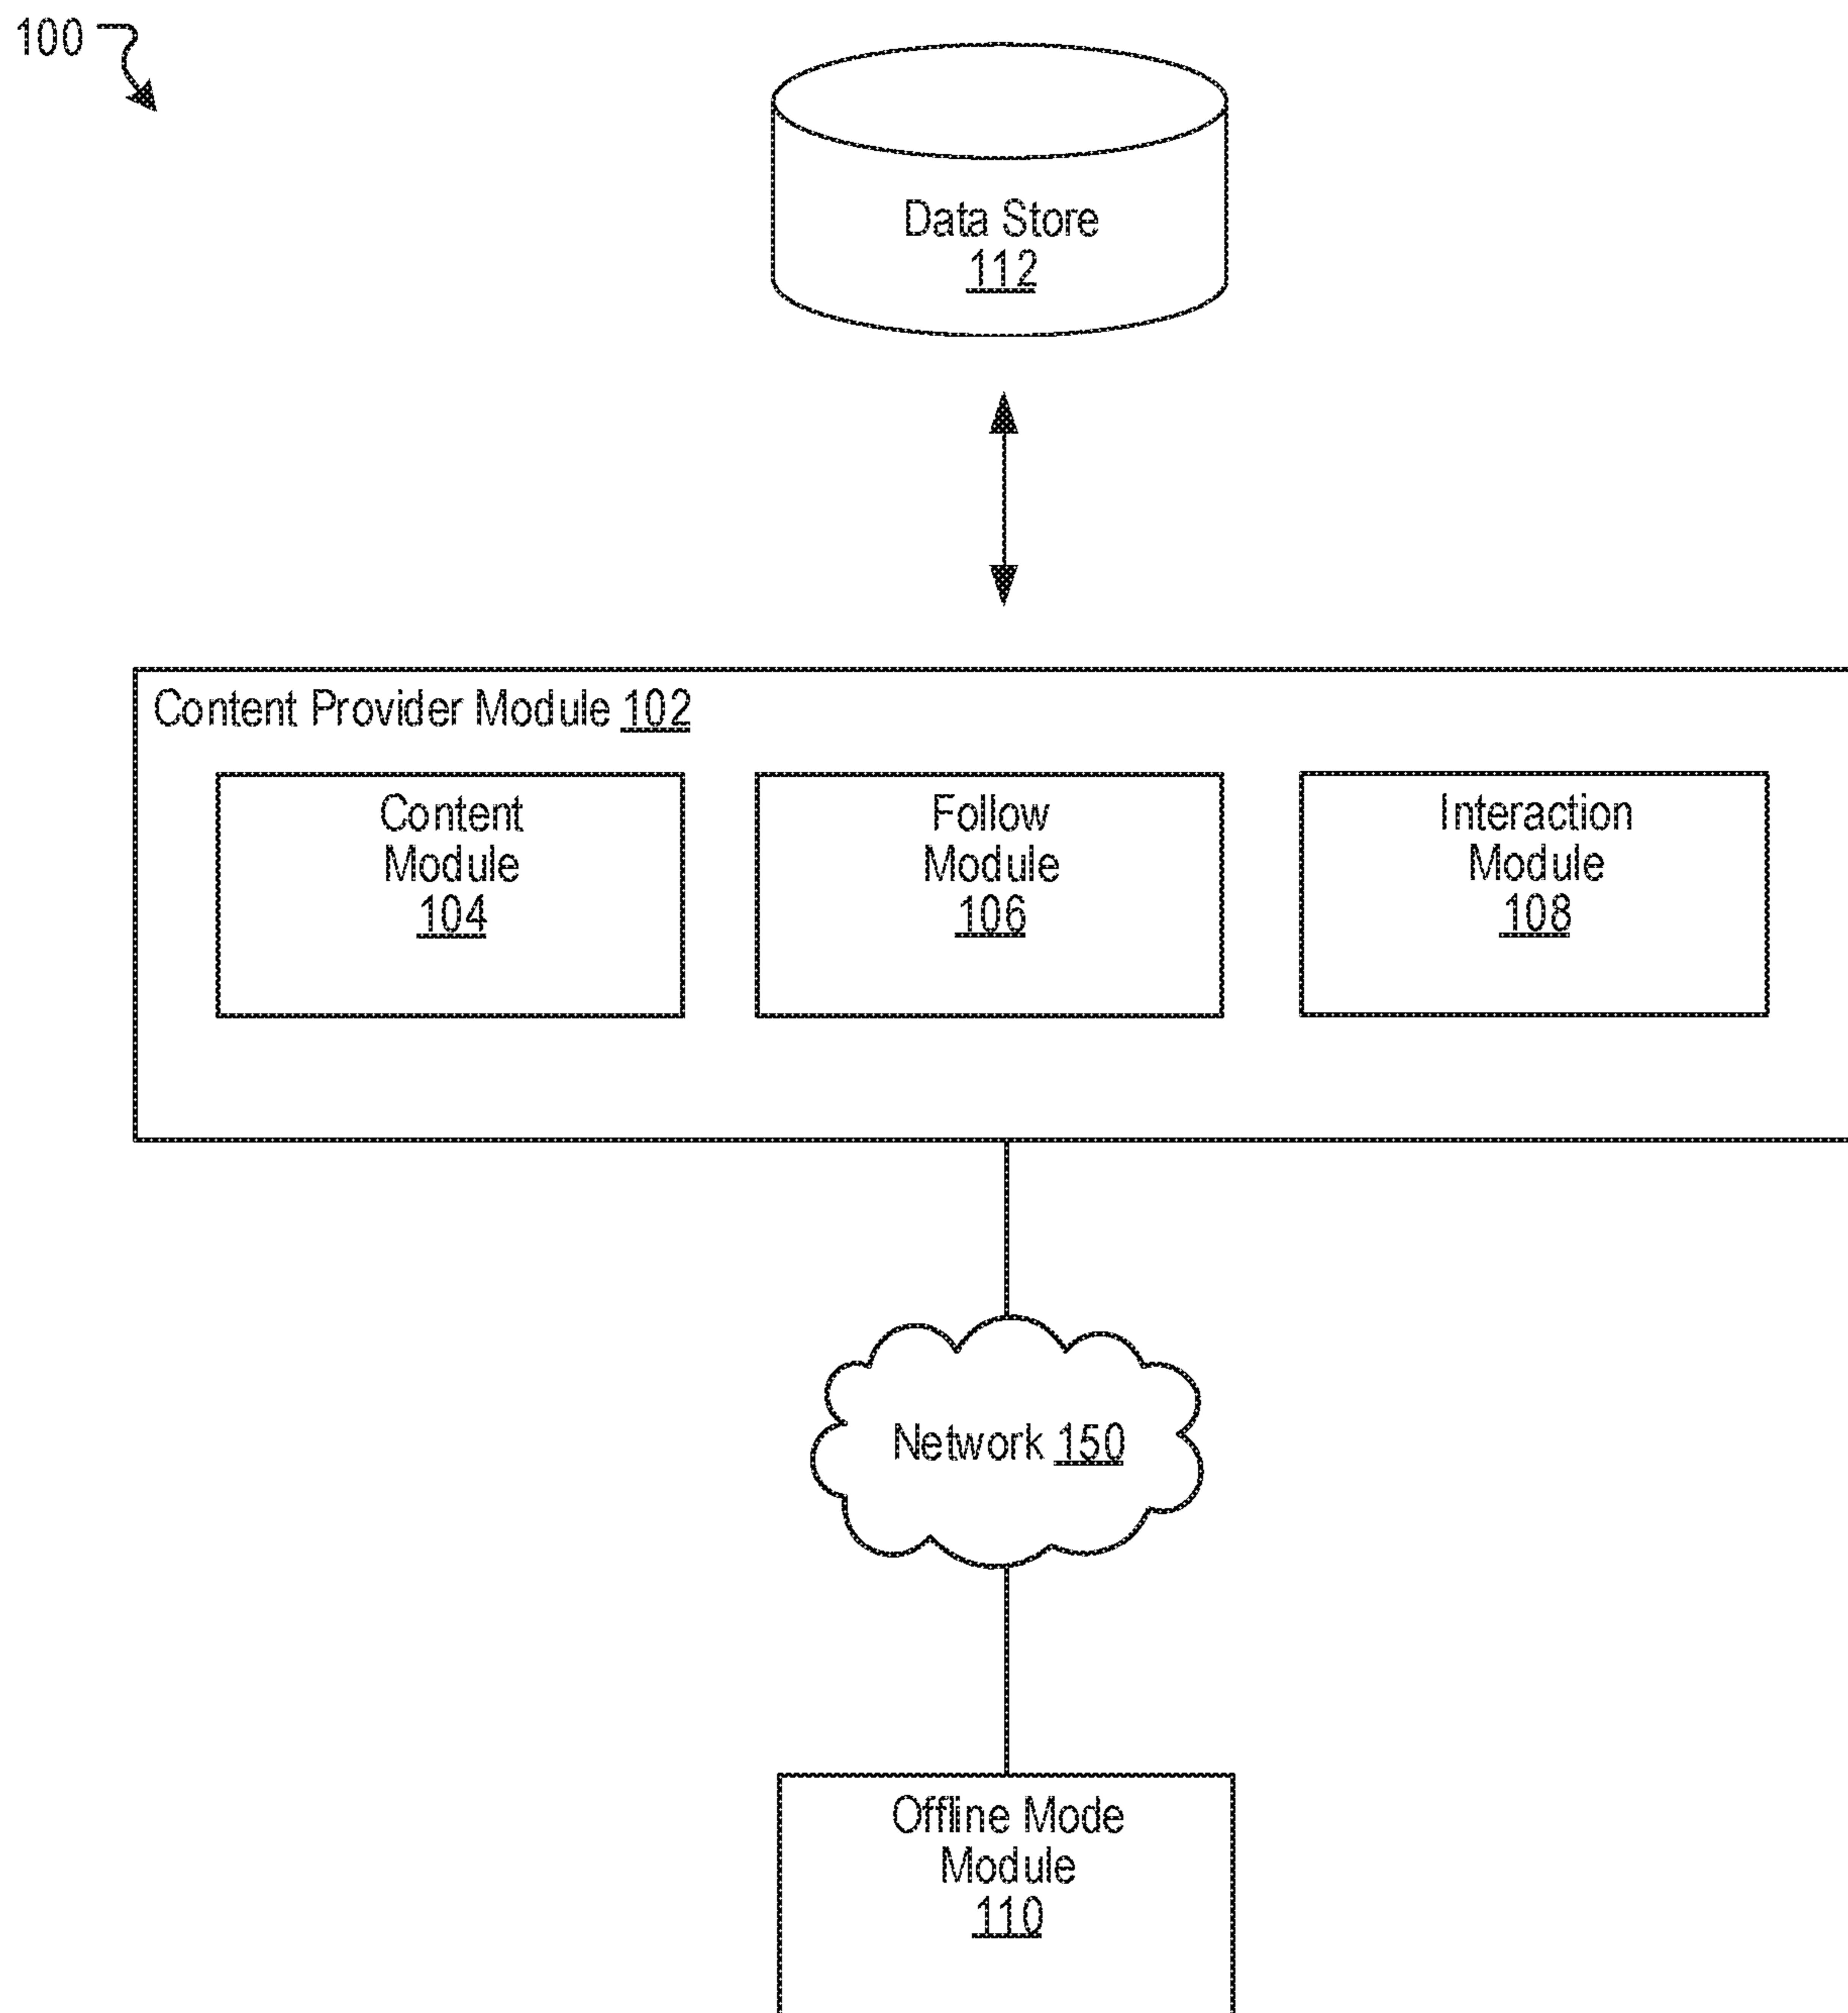 100
Data Store
112
Content Provider Module 102
Content
Module
104
Follow
Module
106
Interaction
Module
108
Network 150
Offline Mode
Module
110